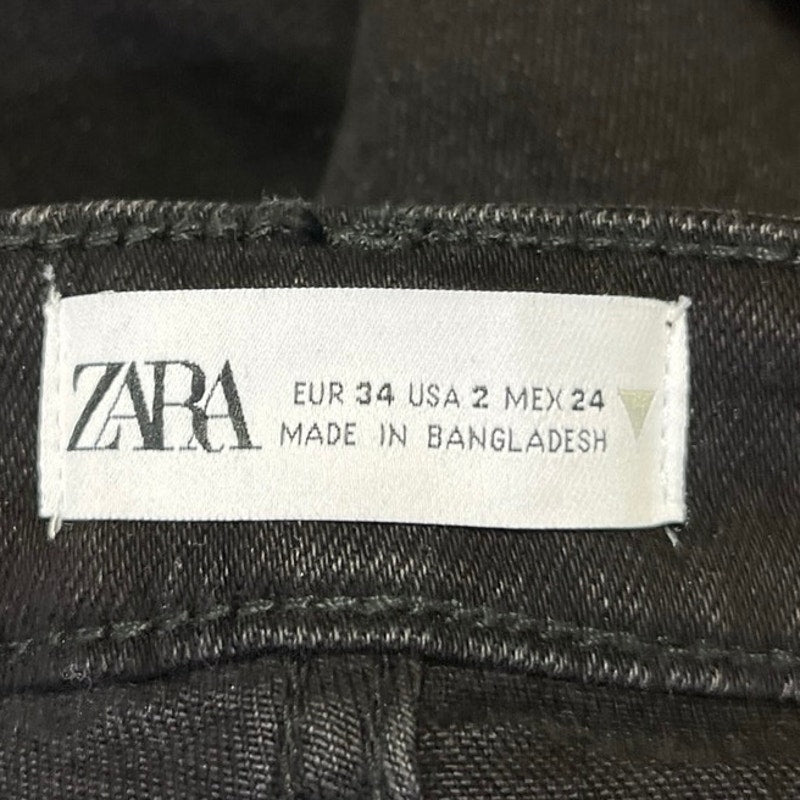 ZARA
EUR 34 USA 2 MEX 24
MADE IN BANGLADESH